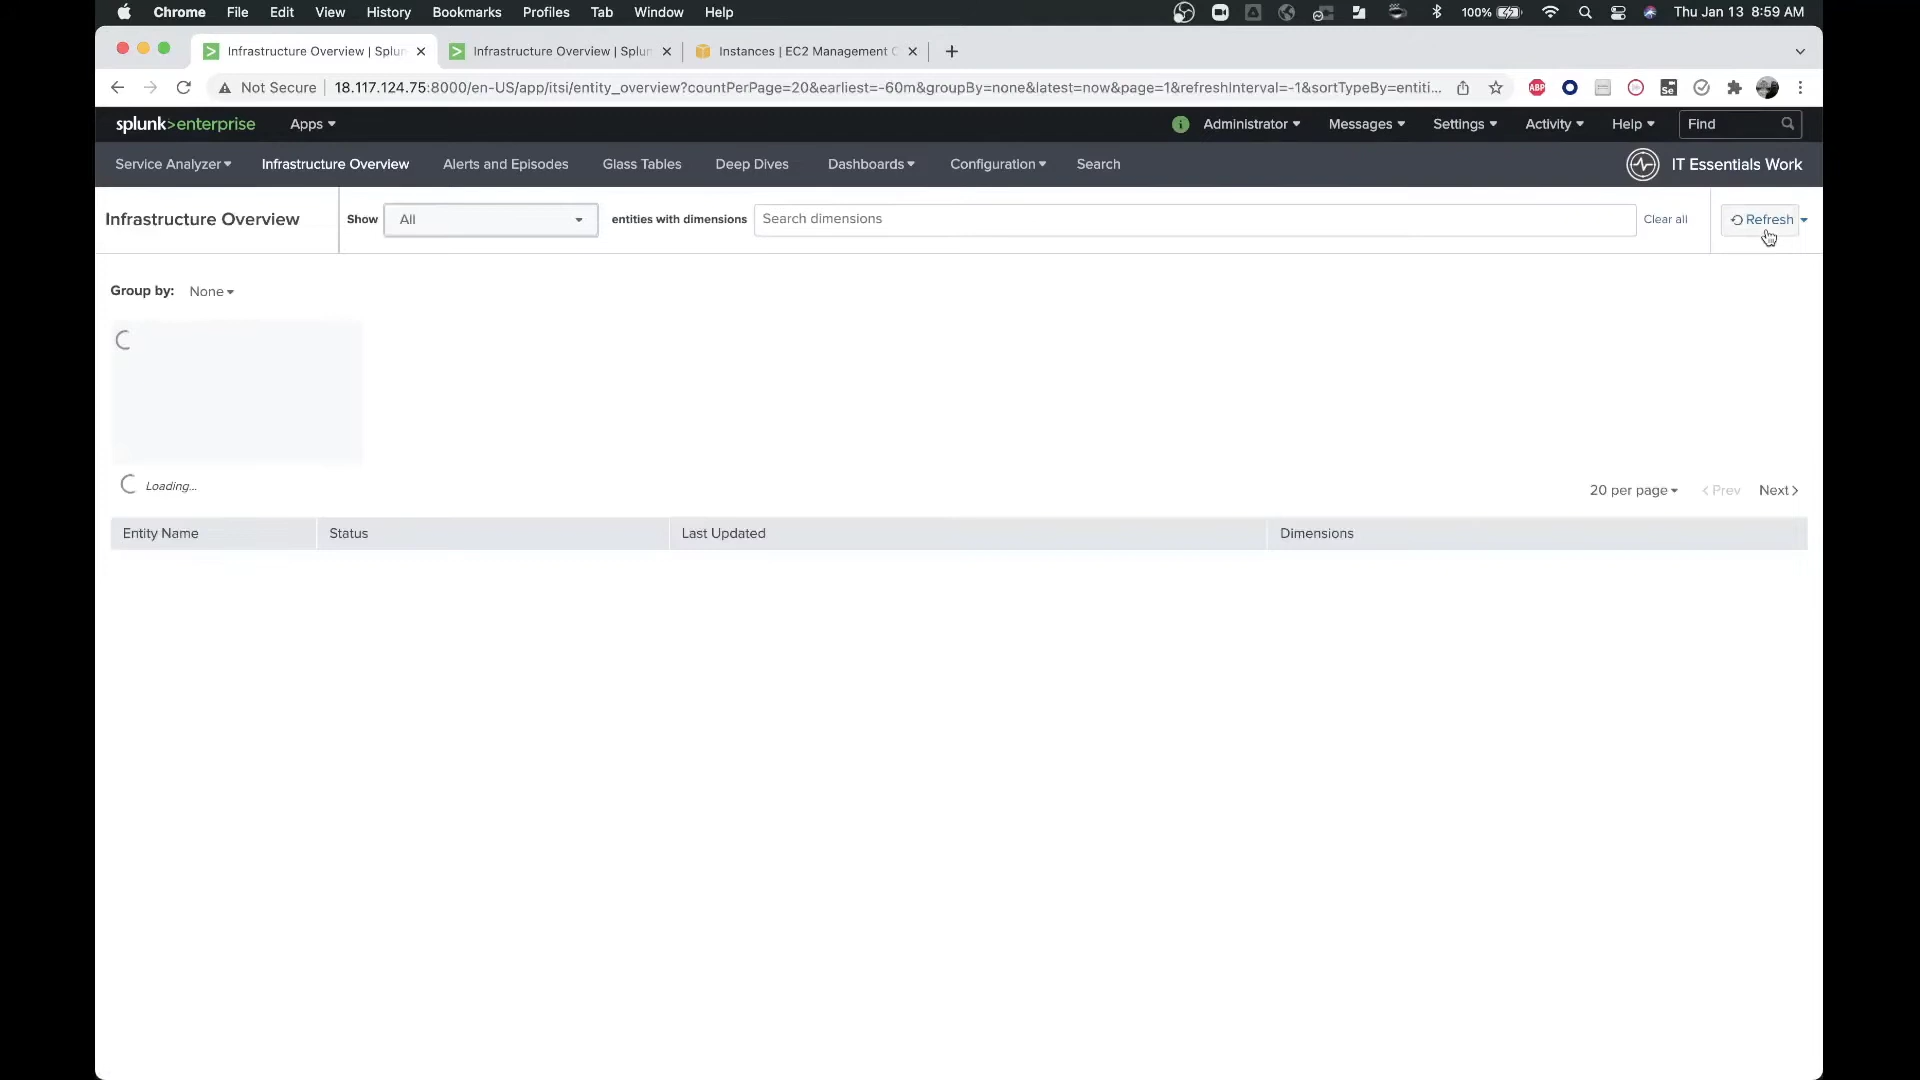 Chrome File Edit View History Bookmarks Profiles Tab Window Help 100% Thu Jan 13 8:59 AM
Infrastructure Overview | Splun Infrastructure Overview | Splun Instances | EC2 Management C
Not Secure 18.117.124.75:8000/en-US/app/itsi/entity_overview?countPerPage=20&earliest=-60m&groupBy=none&latest=now&page=1&refreshInterval=-1&sortTypeBy=entiti... ABP Se
splunk>enterprise Apps i Administrator Messages Settings Activity Help Find
Service Analyzer Infrastructure Overview Alerts and Episodes Glass Tables Deep Dives Dashboards Configuration Search IT Essentials Work
Infrastructure Overview Show All entities with dimensions Search dimensions Clear all Refresh
Group by: None
Loading... 20 per page < Prev Next >
Entity Name Status Last Updated Dimensions